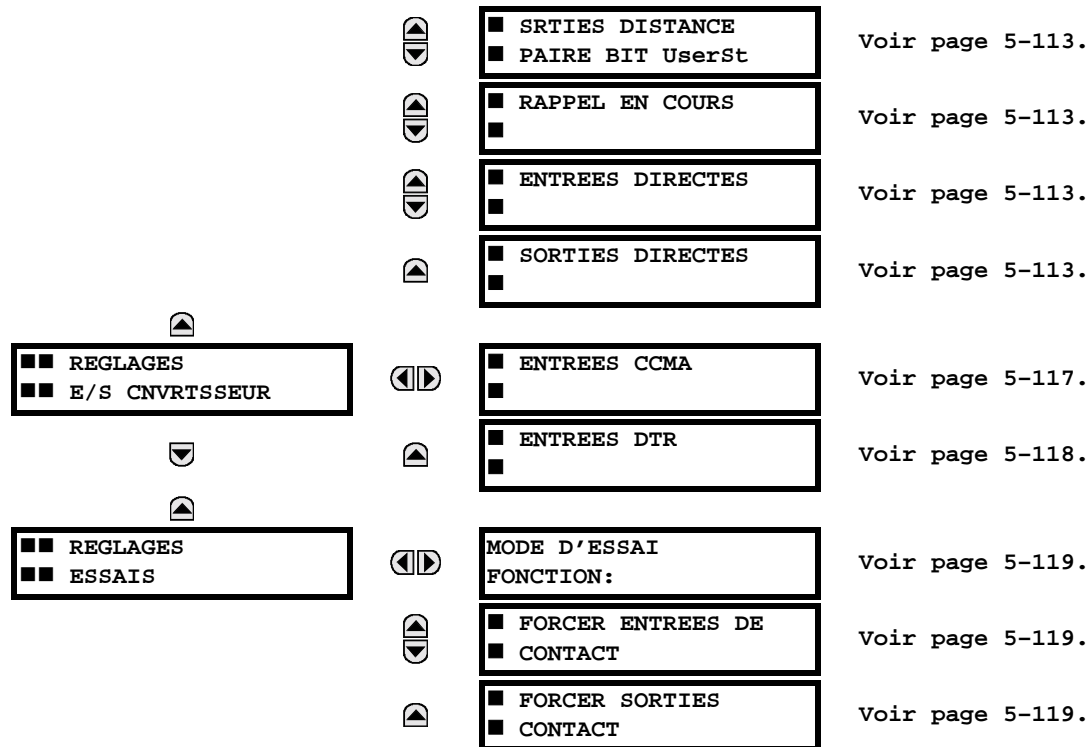 SRTIES DISTANCE
PAIRE BIT UserSt
Voir page 5-113.
RAPPEL EN COURS
Voir page 5-113.
ENTREES DIRECTES
Voir page 5-113.
SORTIES DIRECTES
Voir page 5-113.
REGLAGES
E/S CNVRTSSEUR
ENTREES CCMA
Voir page 5-117.
ENTREES DTR
Voir page 5-118.
REGLAGES
ESSAIS
MODE D'ESSAI
FONCTION:
Voir page 5-119.
FORCER ENTREES DE
CONTACT
Voir page 5-119.
FORCER SORTIES
CONTACT
Voir page 5-119.